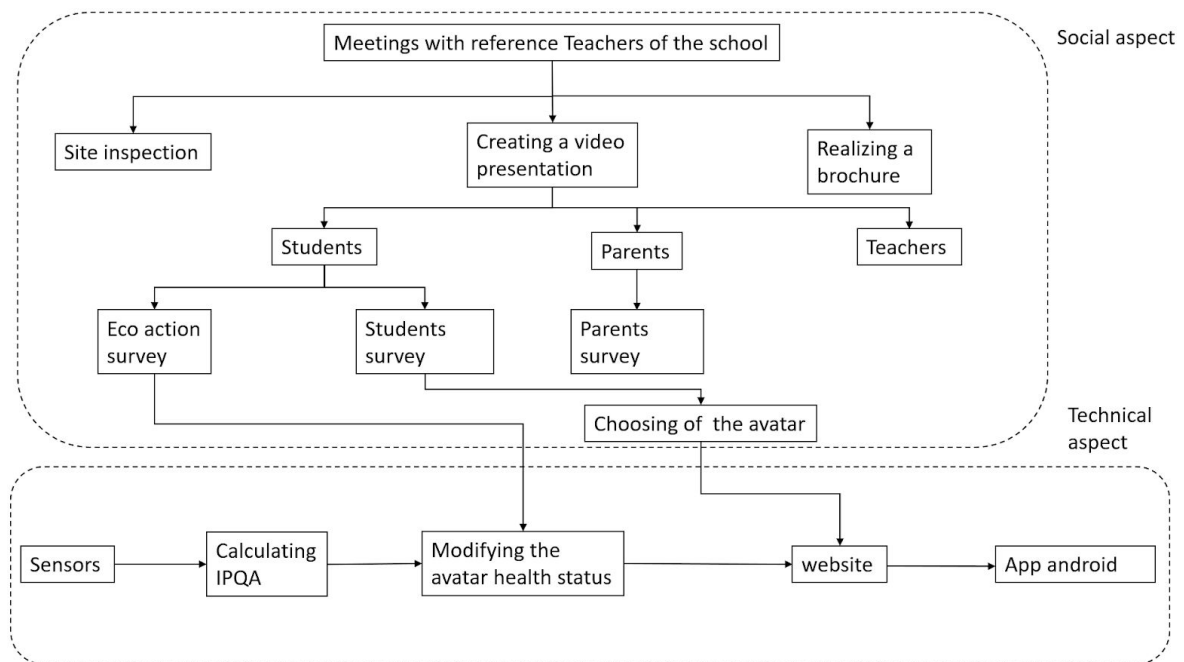 Meetings with reference Teachers of the school
Social aspect
Site inspection
Creating a video
presentation
Realizing a
brochure
Students
Parents
Teachers
Eco action
survey
Students
survey
Parents
survey
Choosing of the avatar
Technical
aspect
Sensors
Calculating
IPQA
Modifying the
avatar health status
website
App android